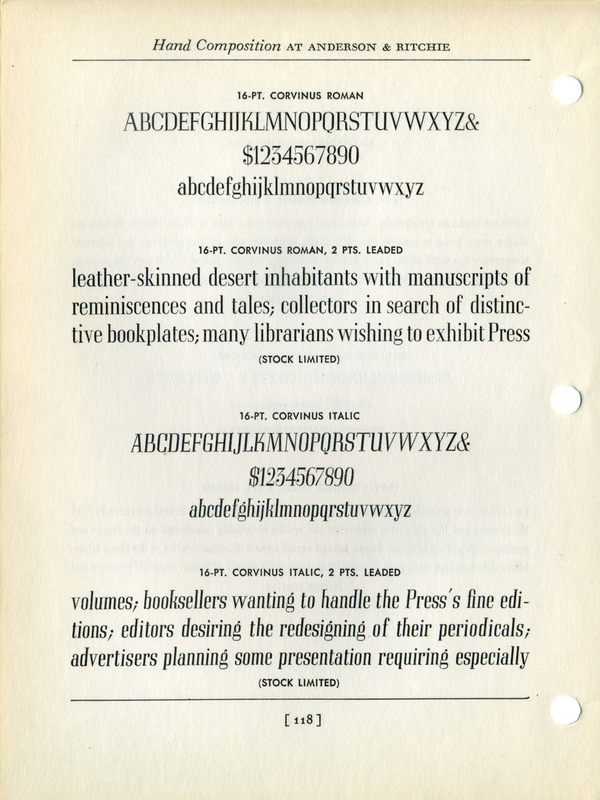 Hand Composition AT ANDERSON & RITCHIE
16-PT. CORVINUS ROMAN
ABCDEFGHIJKLMNOPQRSTUVWXYZ&
$1234567890
abcdefghijklmnopqrstuvwxyz
16-PT. CORVINUS ROMAN, 2 PTS. LEADED
leather-skinned desert inhabitants with manuscripts of
reminiscences and tales; collectors in search of distinc-
tive bookplates; many librarians wishing to exhibit Press
(STOCK LIMITED)
16-PT. CORVINUS ITALIC
ABCDEFGHIJLKMNOPQRSTUVWXYZ&
$1234567890
abcdefghijklmnopqrstuvwxyz
16-PT. CORVINUS ITALIC, 2 PTS. LEADED
volumes; booksellers wanting to handle the Press's fine edi-
tions; editors desiring the redesigning of their periodicals;
advertisers planning some presentation requiring especially
(STOCK LIMITED)
[ 118 ]